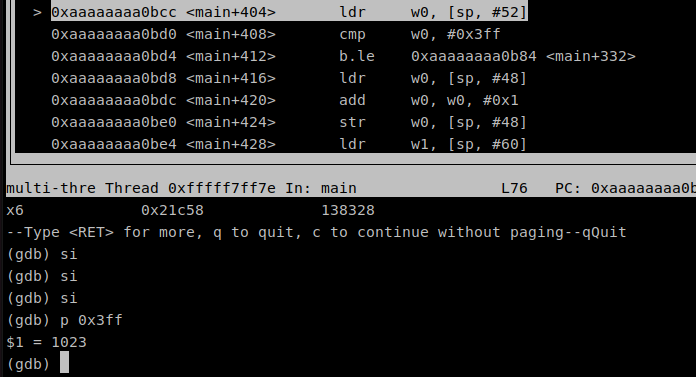 > 0xaaaaaaaa0bcc <main+404> ldr w0, [sp, #52]
0xaaaaaaaa0bd0 <main+408> cmp w0, #0x3ff
0xaaaaaaaa0bd4 <main+412> b.le 0xaaaaaaaa0b84 <main+332>
0xaaaaaaaa0bd8 <main+416> ldr w0, [sp, #48]
0xaaaaaaaa0bdc <main+420> add w0, w0, #0x1
0xaaaaaaaa0be0 <main+424> str w0, [sp, #48]
0xaaaaaaaa0be4 <main+428> ldr w1, [sp, #60]
multi-thre Thread 0xfffff7ff7e In: main L76 PC: 0xaaaaaaaa0b
x6 0x21c58 138328
--Type <RET> for more, q to quit, c to continue without paging--qQuit
(gdb) si
(gdb) si
(gdb) si
(gdb) p 0x3ff
$1 = 1023
(gdb)